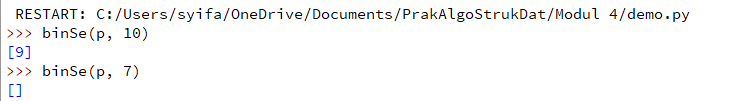 RESTART: C:/Users/syifa/OneDrive/Documents/PrakAlgoStrukDat/Modul 4/demo.py
>>> binSe(p, 10)
[9]
>>> binSe(p, 7)
[]